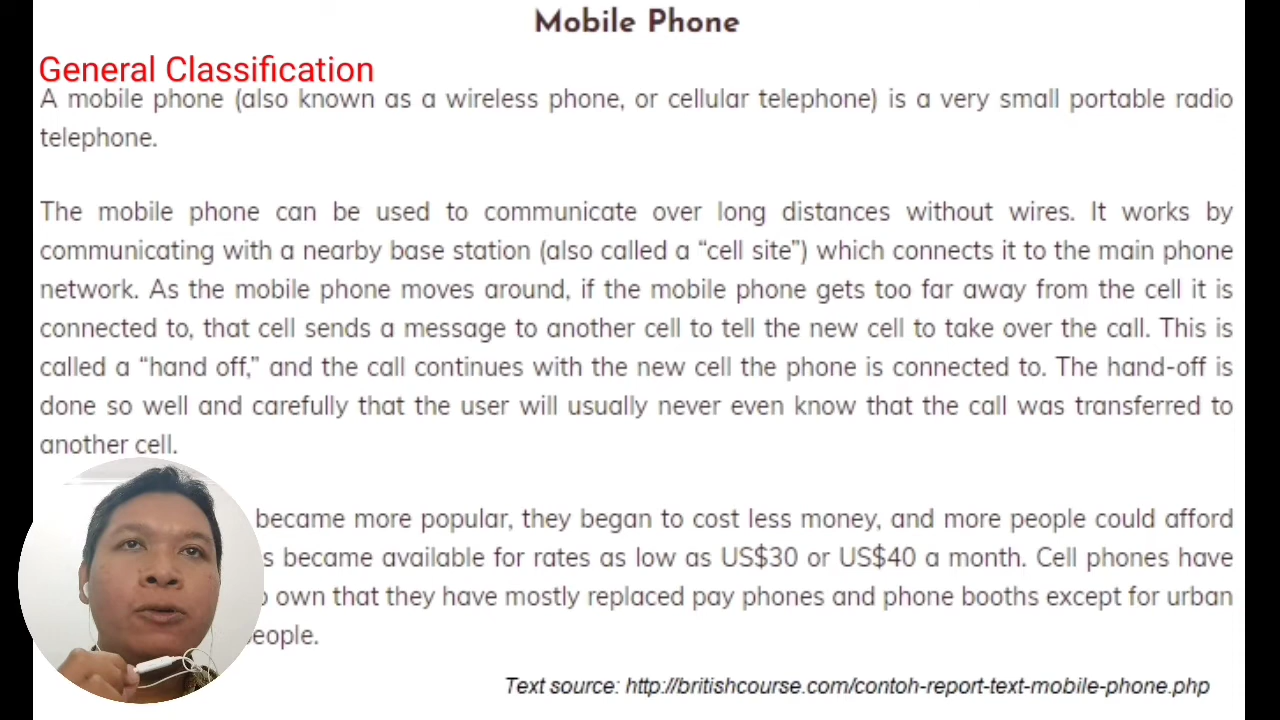 Mobile Phone
General Classification
A mobile phone (also known as a wireless phone, or cellular telephone) is a very small portable radio
telephone.
The mobile phone can be used to communicate over long distances without wires. It works by
communicating with a nearby base station (also called a “cell site”) which connects it to the main phone
network. As the mobile phone moves around, if the mobile phone gets too far away from the cell it is
connected to, that cell sends a message to another cell to tell the new cell to take over the call. This is
called a “hand off,” and the call continues with the new cell the phone is connected to. The hand-off is
done so well and carefully that the user will usually never even know that the call was transferred to
another cell.
became more popular, they began to cost less money, and more people could afford
became available for rates as low as US$30 or US$40 a month. Cell phones have
own that they have mostly replaced pay phones and phone booths except for urban
people.
Text source: http://britishcourse.com/contoh-report-text-mobile-phone.php